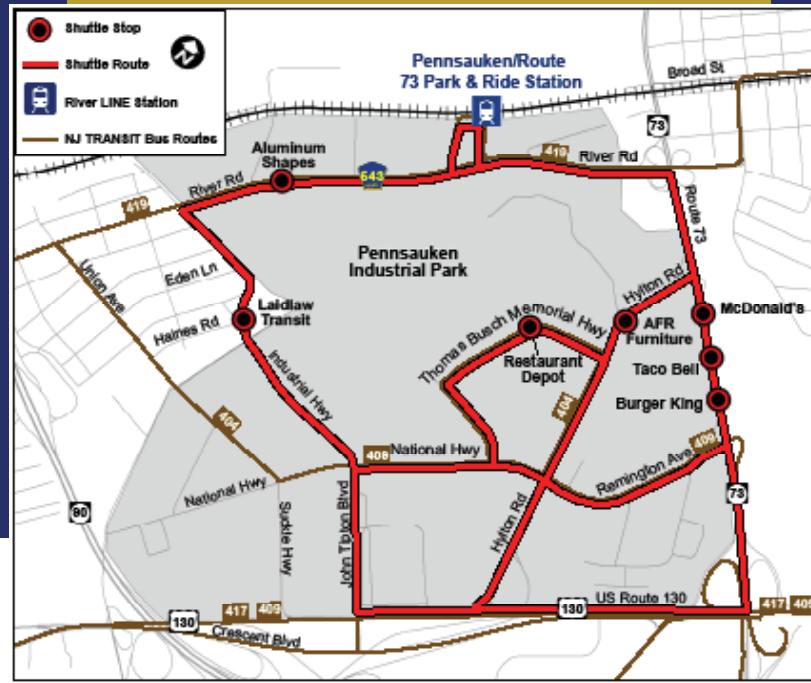 Shuttle Stop
Shuttle Route
River LINE Station
NJ TRANSIT Bus Routes
Pennsauken/Route
73 Park & Ride Station
Broad St
73
Aluminum
Shapes
643
419
River Rd
River Rd
419
Route 73
Union Ave
Eden Ln
Pennsauken
Industrial Park
Hylton Rd
Laidlaw
Transit
Haines Rd
McDonald's
AFR
Furniture
Thomas Busch Memorial Hwy
Restaurant
Depot
Taco Bell
Industrial Hwy
Burger King
404
404
409
National Hwy
409
Remington Ave
National Hwy
73
90
Suckle Hwy
John Tipton Blvd
Hylton Rd
US Route 130
130
417
409
130
417
409
Crescent Blvd